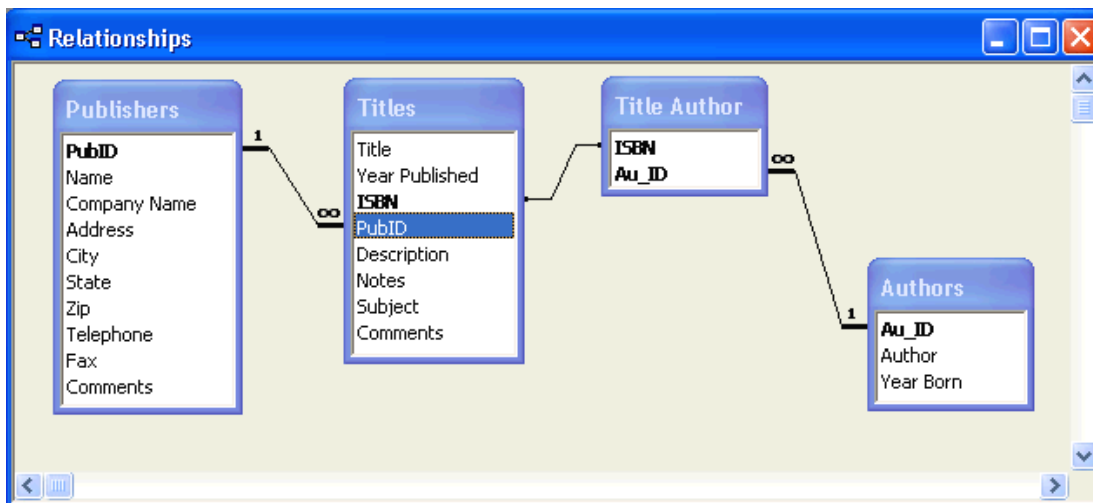 Relationships
Publishers
PubID
Name
Company Name
Address
City
State
Zip
Telephone
Fax
Comments
1
∞
Titles
Title
Year Published
ISBN
PubID
Description
Notes
Subject
Comments
Title Author
ISBN
Au_ID
∞
1
Authors
Au_ID
Author
Year Born